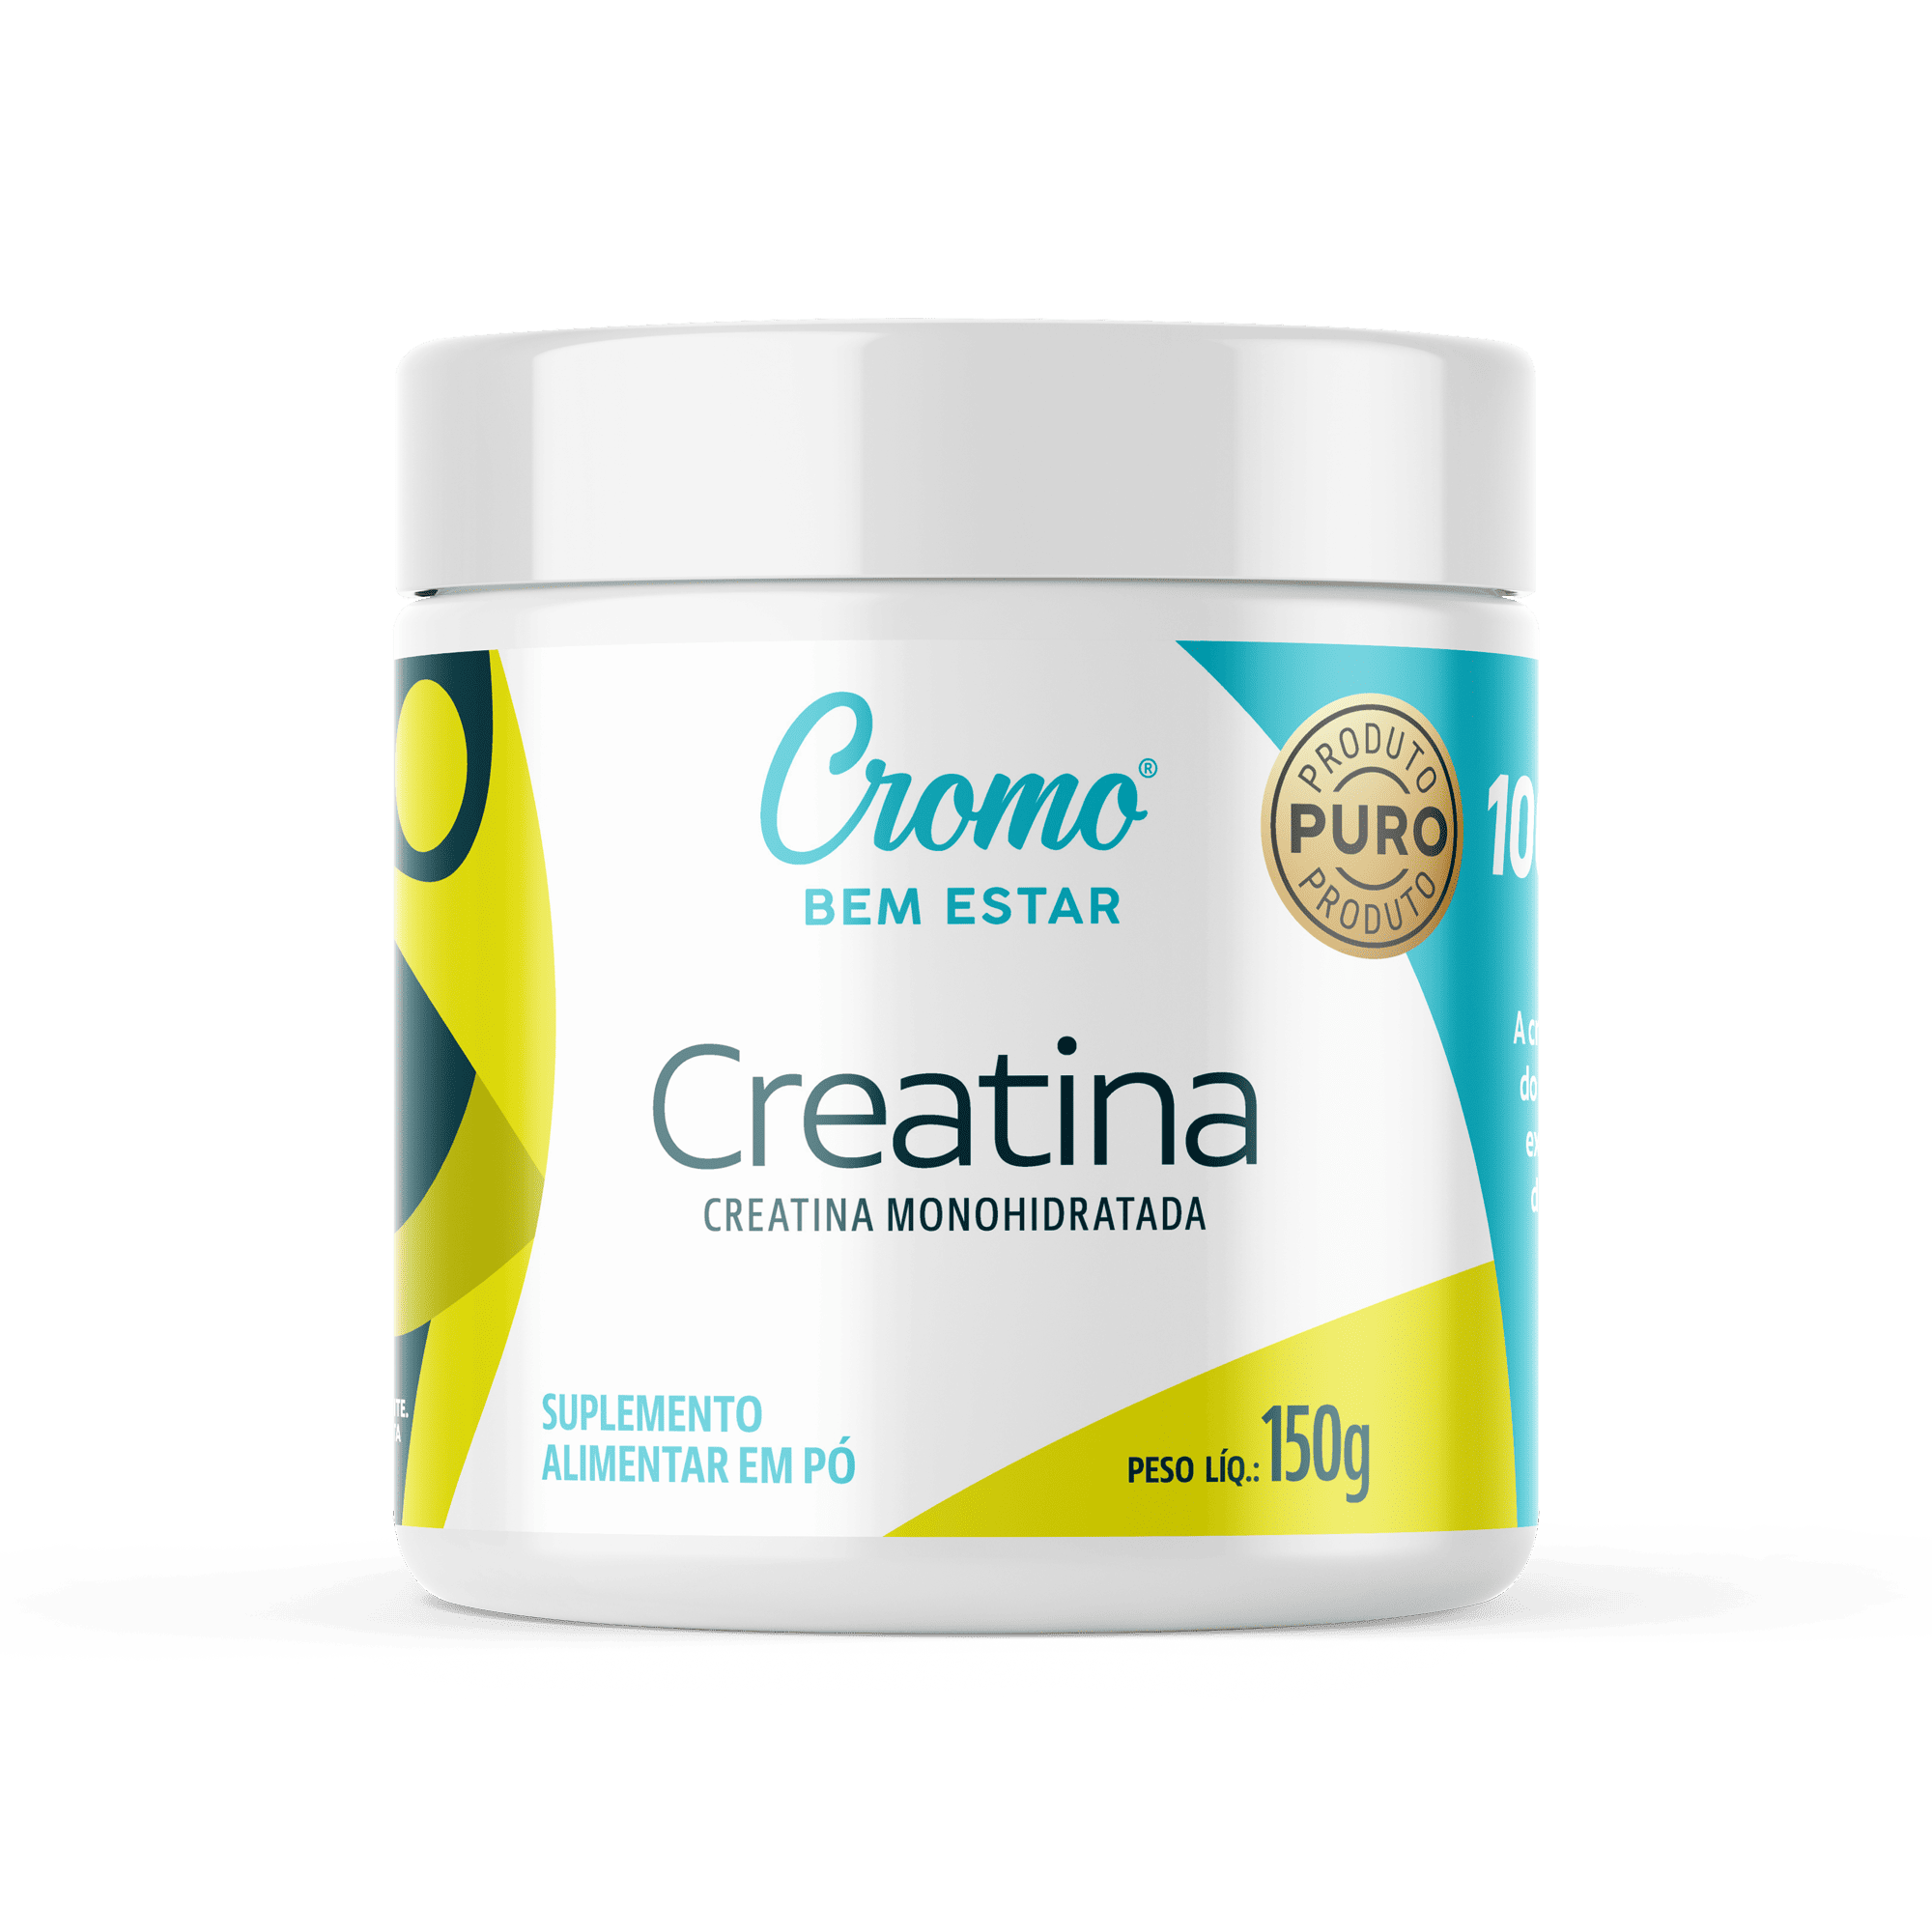 Cromo®
BEM ESTAR
PRODUTO
PURO
PRODUTO
Creatina
CREATINA MONOHIDRATADA
SUPLEMENTO
ALIMENTAR EM PÓ
PESO LÍQ.: 150g